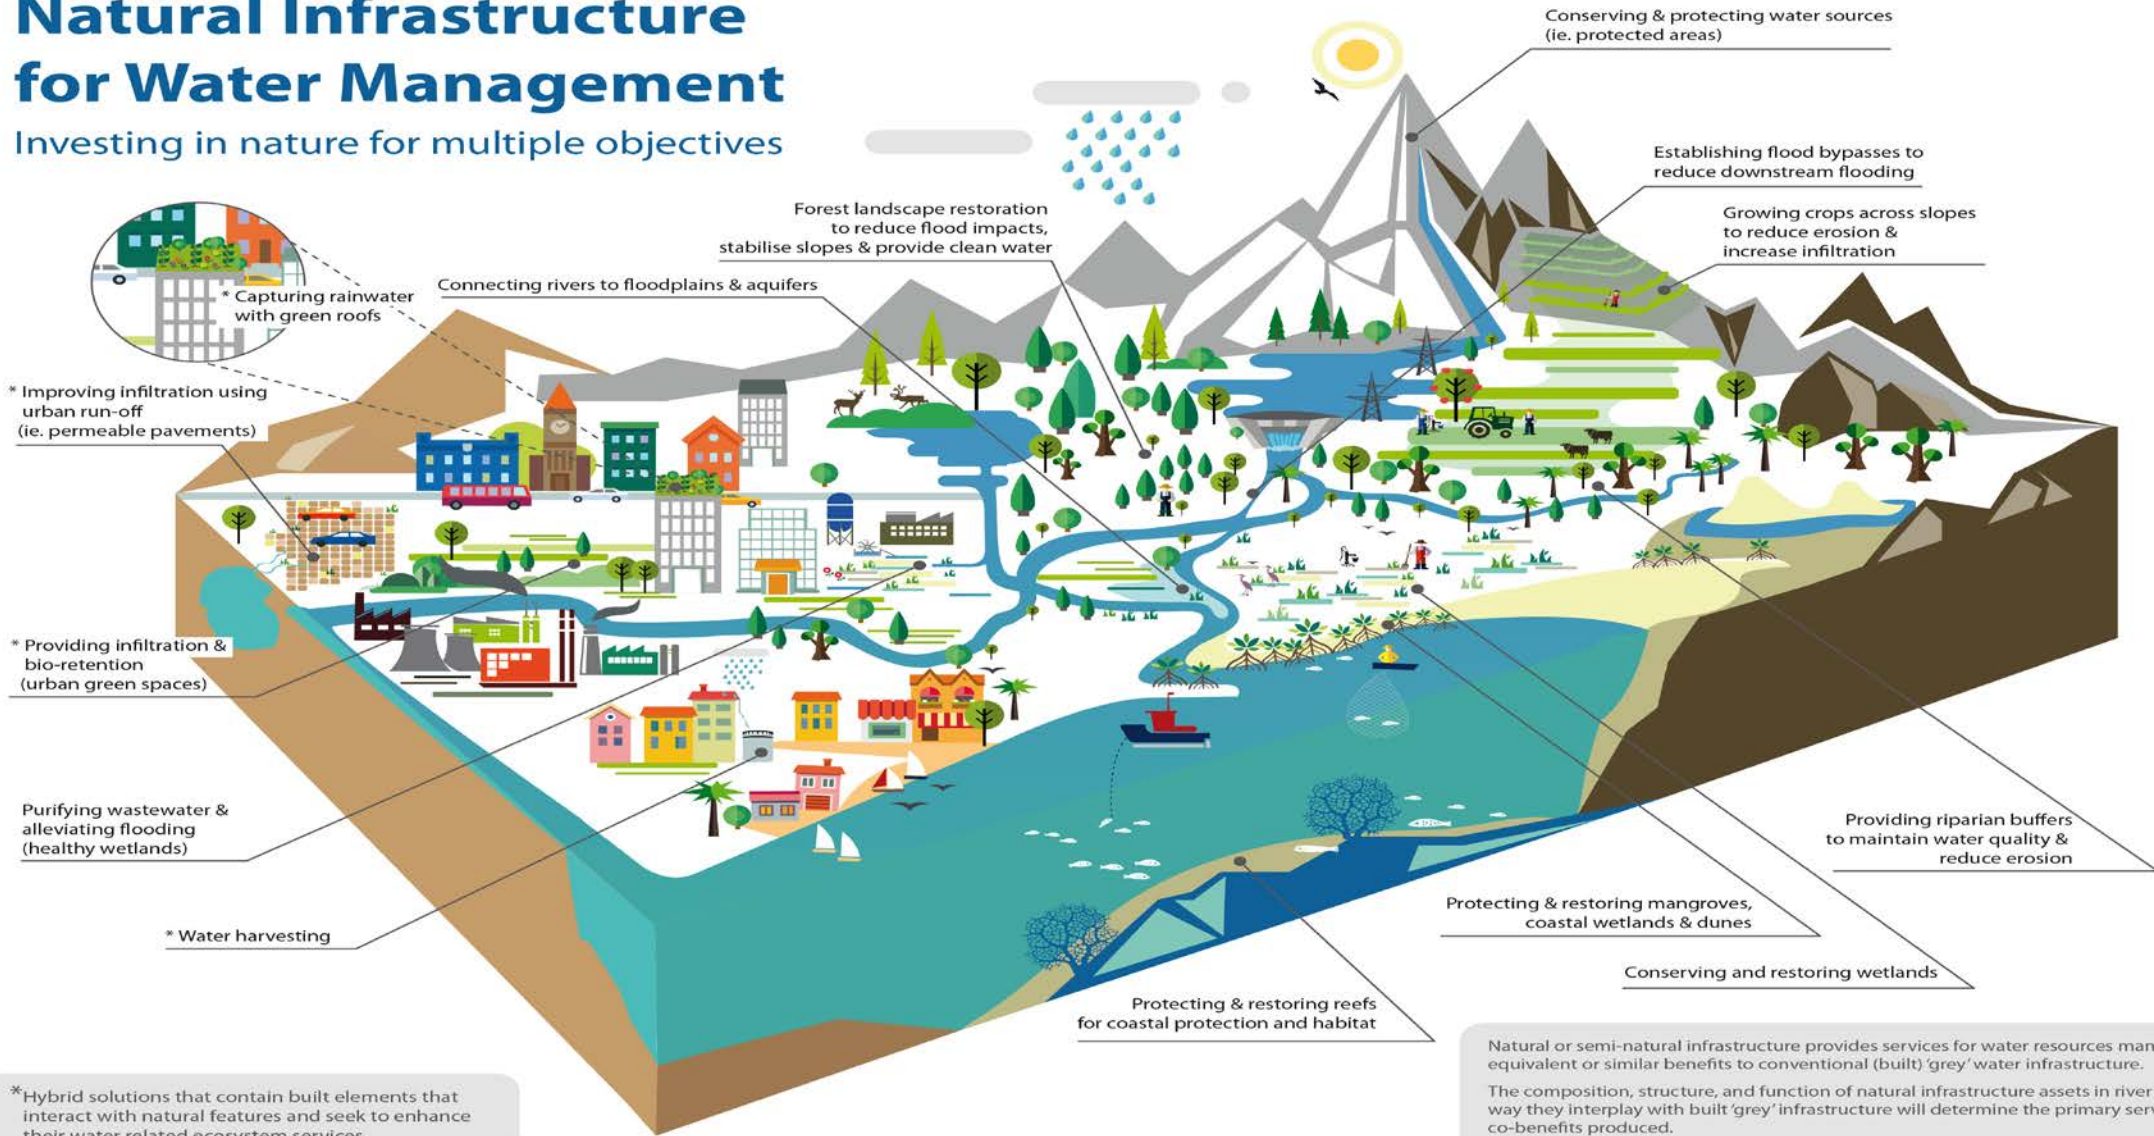 Natural Infrastructure
for Water Management
Investing in nature for multiple objectives
Conserving & protecting water sources
(ie. protected areas)
Establishing flood bypasses to
reduce downstream flooding
Growing crops across slopes
to reduce erosion &
increase infiltration
Forest landscape restoration
to reduce flood impacts,
stabilise slopes & provide clean water
Connecting rivers to floodplains & aquifers
* Capturing rainwater
with green roofs
* Improving infiltration using
urban run-off
(ie. permeable pavements)
* Providing infiltration &
bio-retention
(urban green spaces)
Purifying wastewater &
alleviating flooding
(healthy wetlands)
* Water harvesting
Providing riparian buffers
to maintain water quality &
reduce erosion
Protecting & restoring mangroves,
coastal wetlands & dunes
Conserving and restoring wetlands
Protecting & restoring reefs
for coastal protection and habitat
*Hybrid solutions that contain built elements that
interact with natural features and seek to enhance
their water related ecosystem services
Natural or semi-natural infrastructure provides services for water resources man
equivalent or similar benefits to conventional (built) 'grey' water infrastructure.
The composition, structure, and function of natural infrastructure assets in river
way they interplay with built 'grey' infrastructure will determine the primary ser
co-benefits produced.